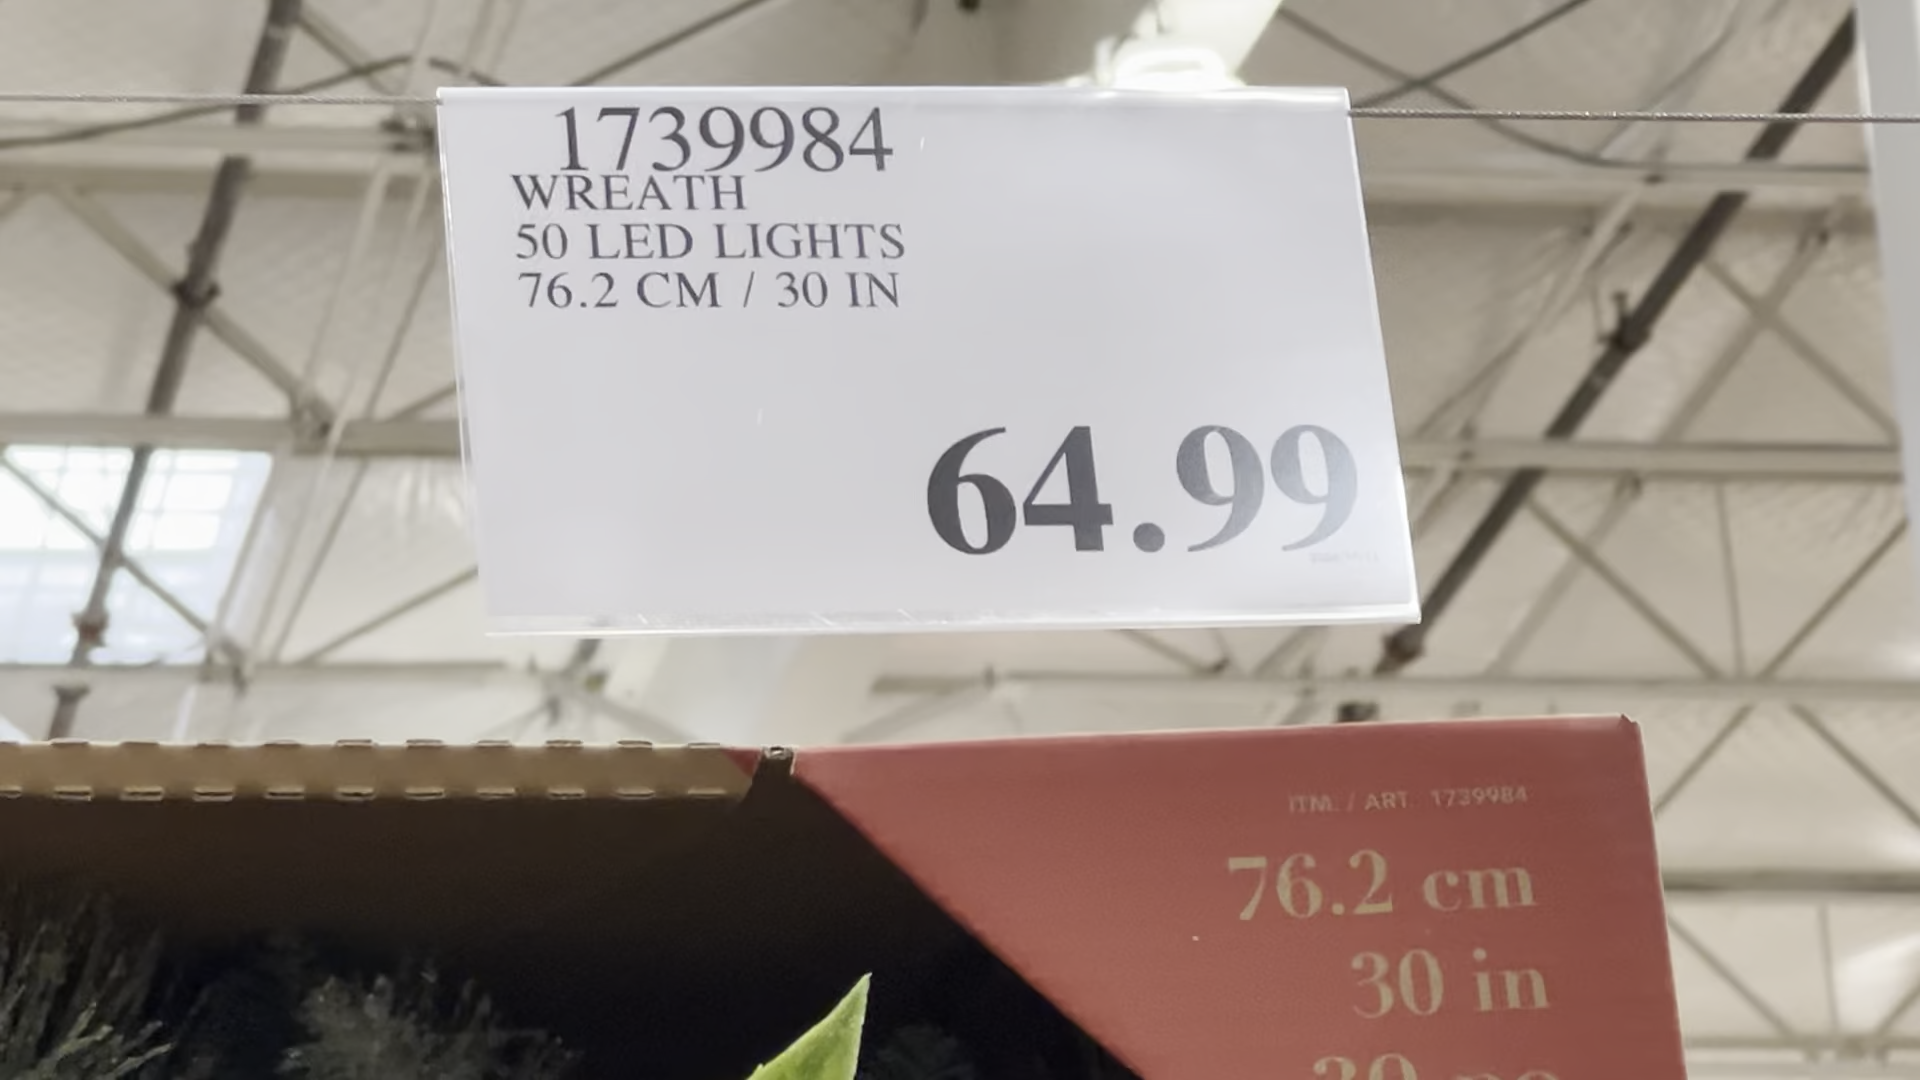 1739984
WREATH
50 LED LIGHTS
76.2 CM / 30 IN
64.99
ITM. / ART. 1739984
76.2 cm
30 in